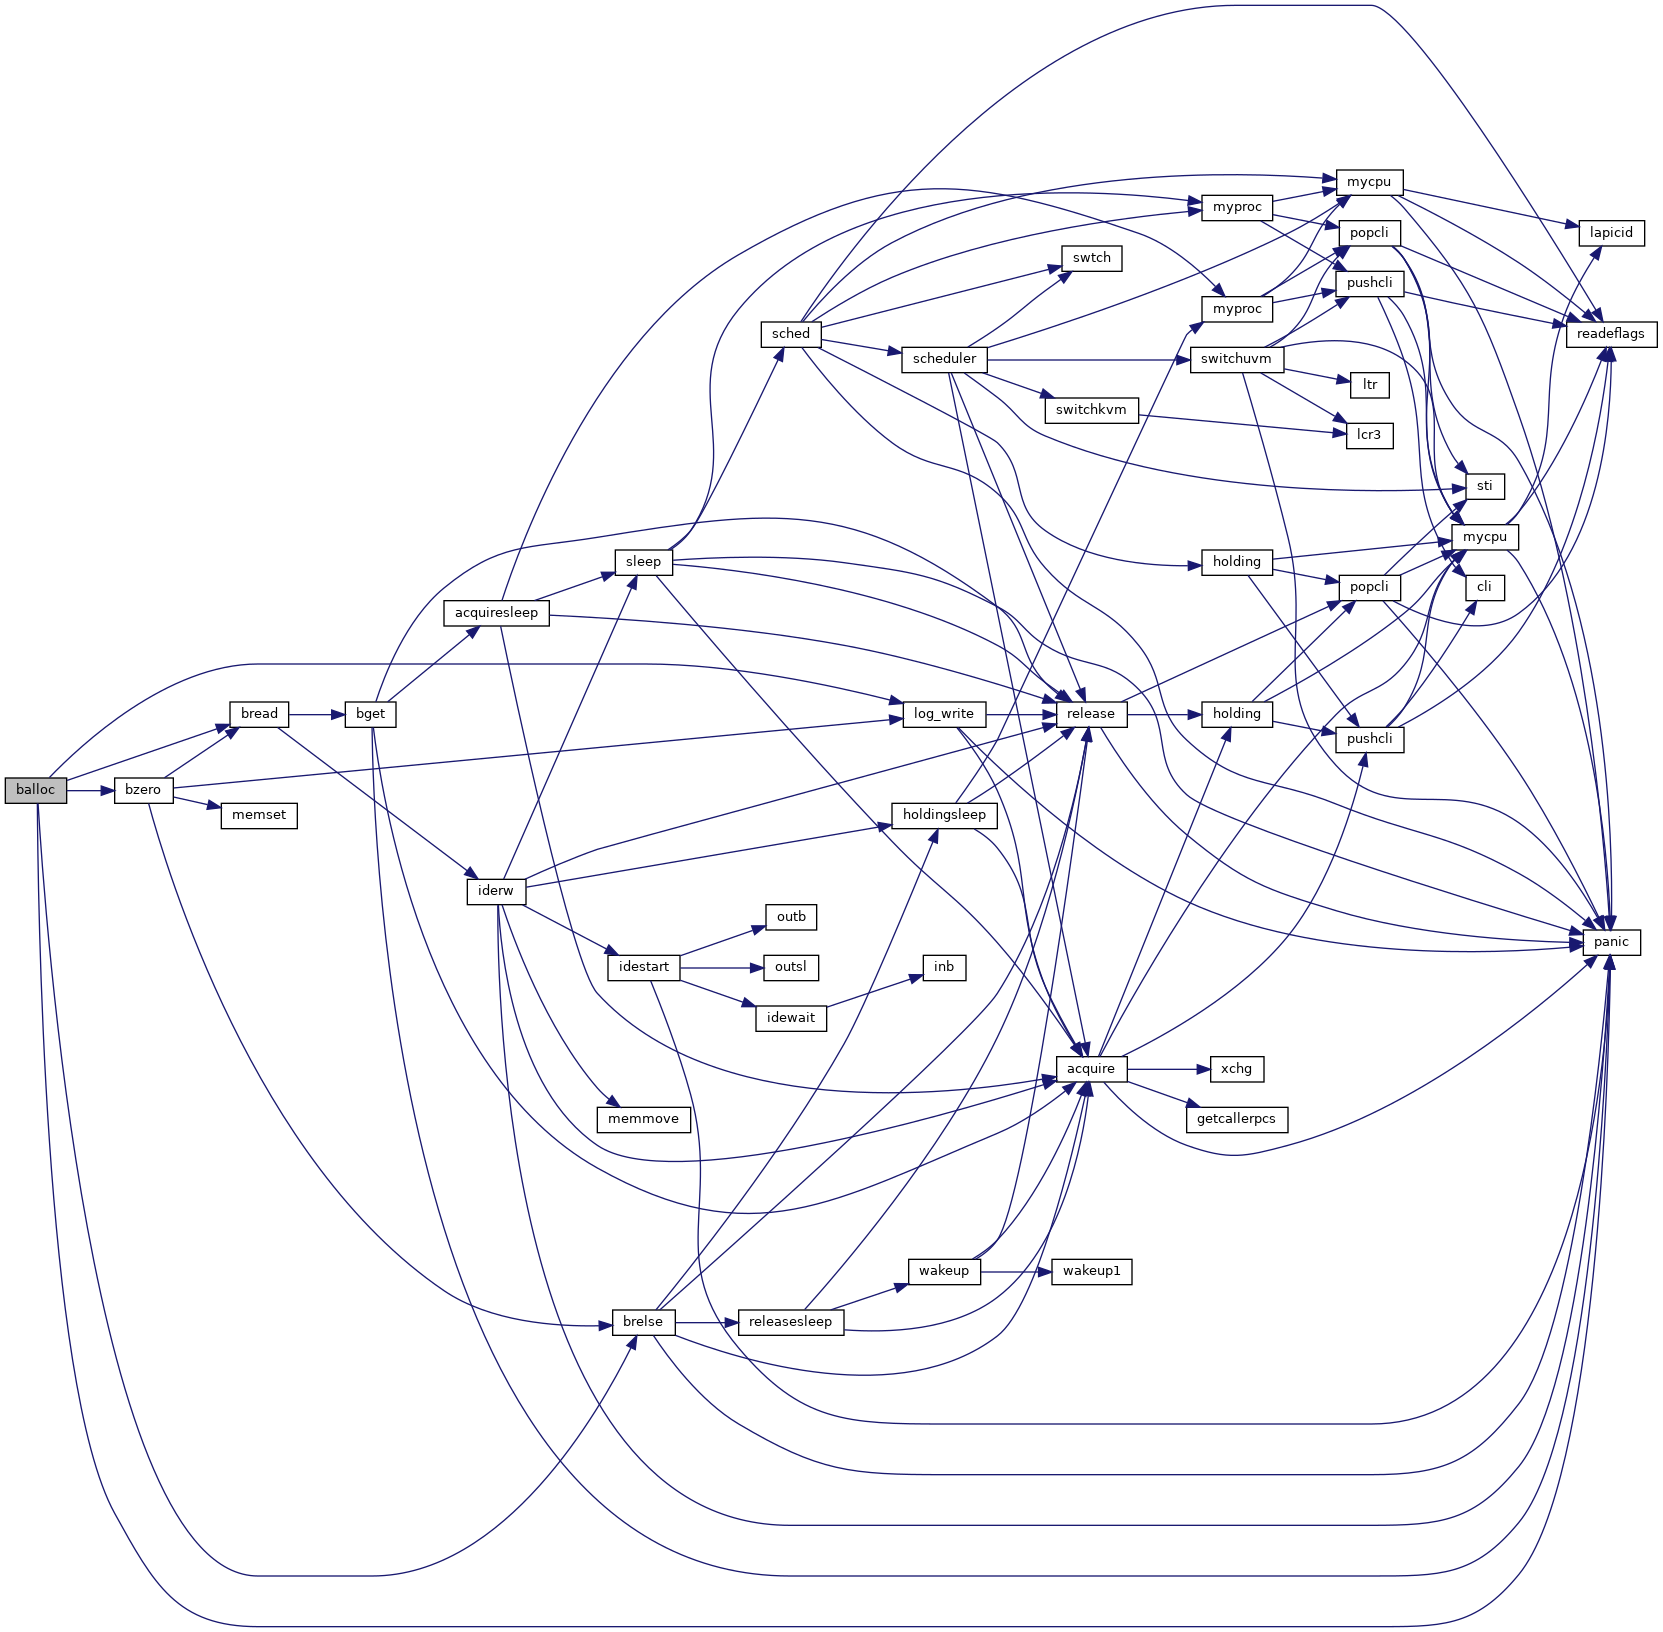 balloc
bzero
bread
memset
bget
acquiresleep
iderw
sleep
idestart
memmove
brelse
sched
outb
outsl
idewait
releasesleep
scheduler
log_write
holdingsleep
inb
wakeup
swtch
switchkvm
release
acquire
wakeup1
myproc
myproc
switchuvm
holding
holding
xchg
getcallerpcs
mycpu
popcli
pushcli
ltr
lcr3
popcli
pushcli
sti
mycpu
cli
lapicid
readeflags
panic